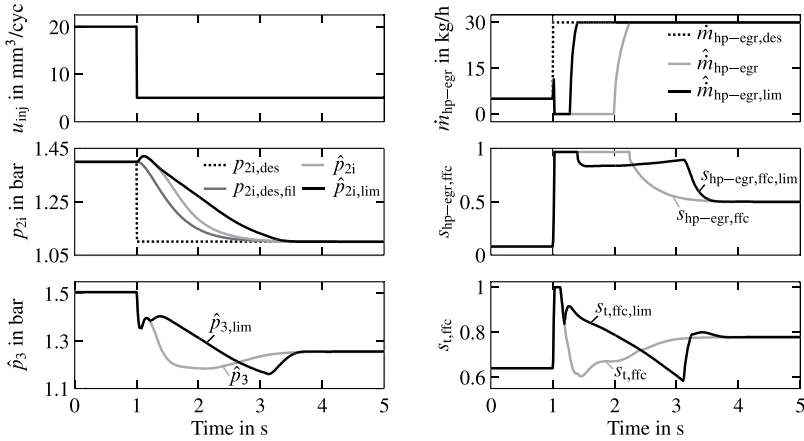 u_inj in mm³/cyc
20
15
10
5
0
ṁ_hp−egr in kg/h
30
15
0
ṁ_hp−egr,des
m̂̇_hp−egr
m̂̇_hp−egr,lim
p_2i in bar
1.45
1.25
1.05
p_2i,des
p_2i,des,fil
p̂_2i
p̂_2i,lim
s_hp−egr,ffc
1
0.5
0
s_hp−egr,ffc,lim
s_hp−egr,ffc
p̂_3 in bar
1.5
1.3
1.1
p̂_3,lim
p̂_3
0 1 2 3 4 5
Time in s
s_t,ffc
1
0.8
0.6
s_t,ffc,lim
s_t,ffc
0 1 2 3 4 5
Time in s